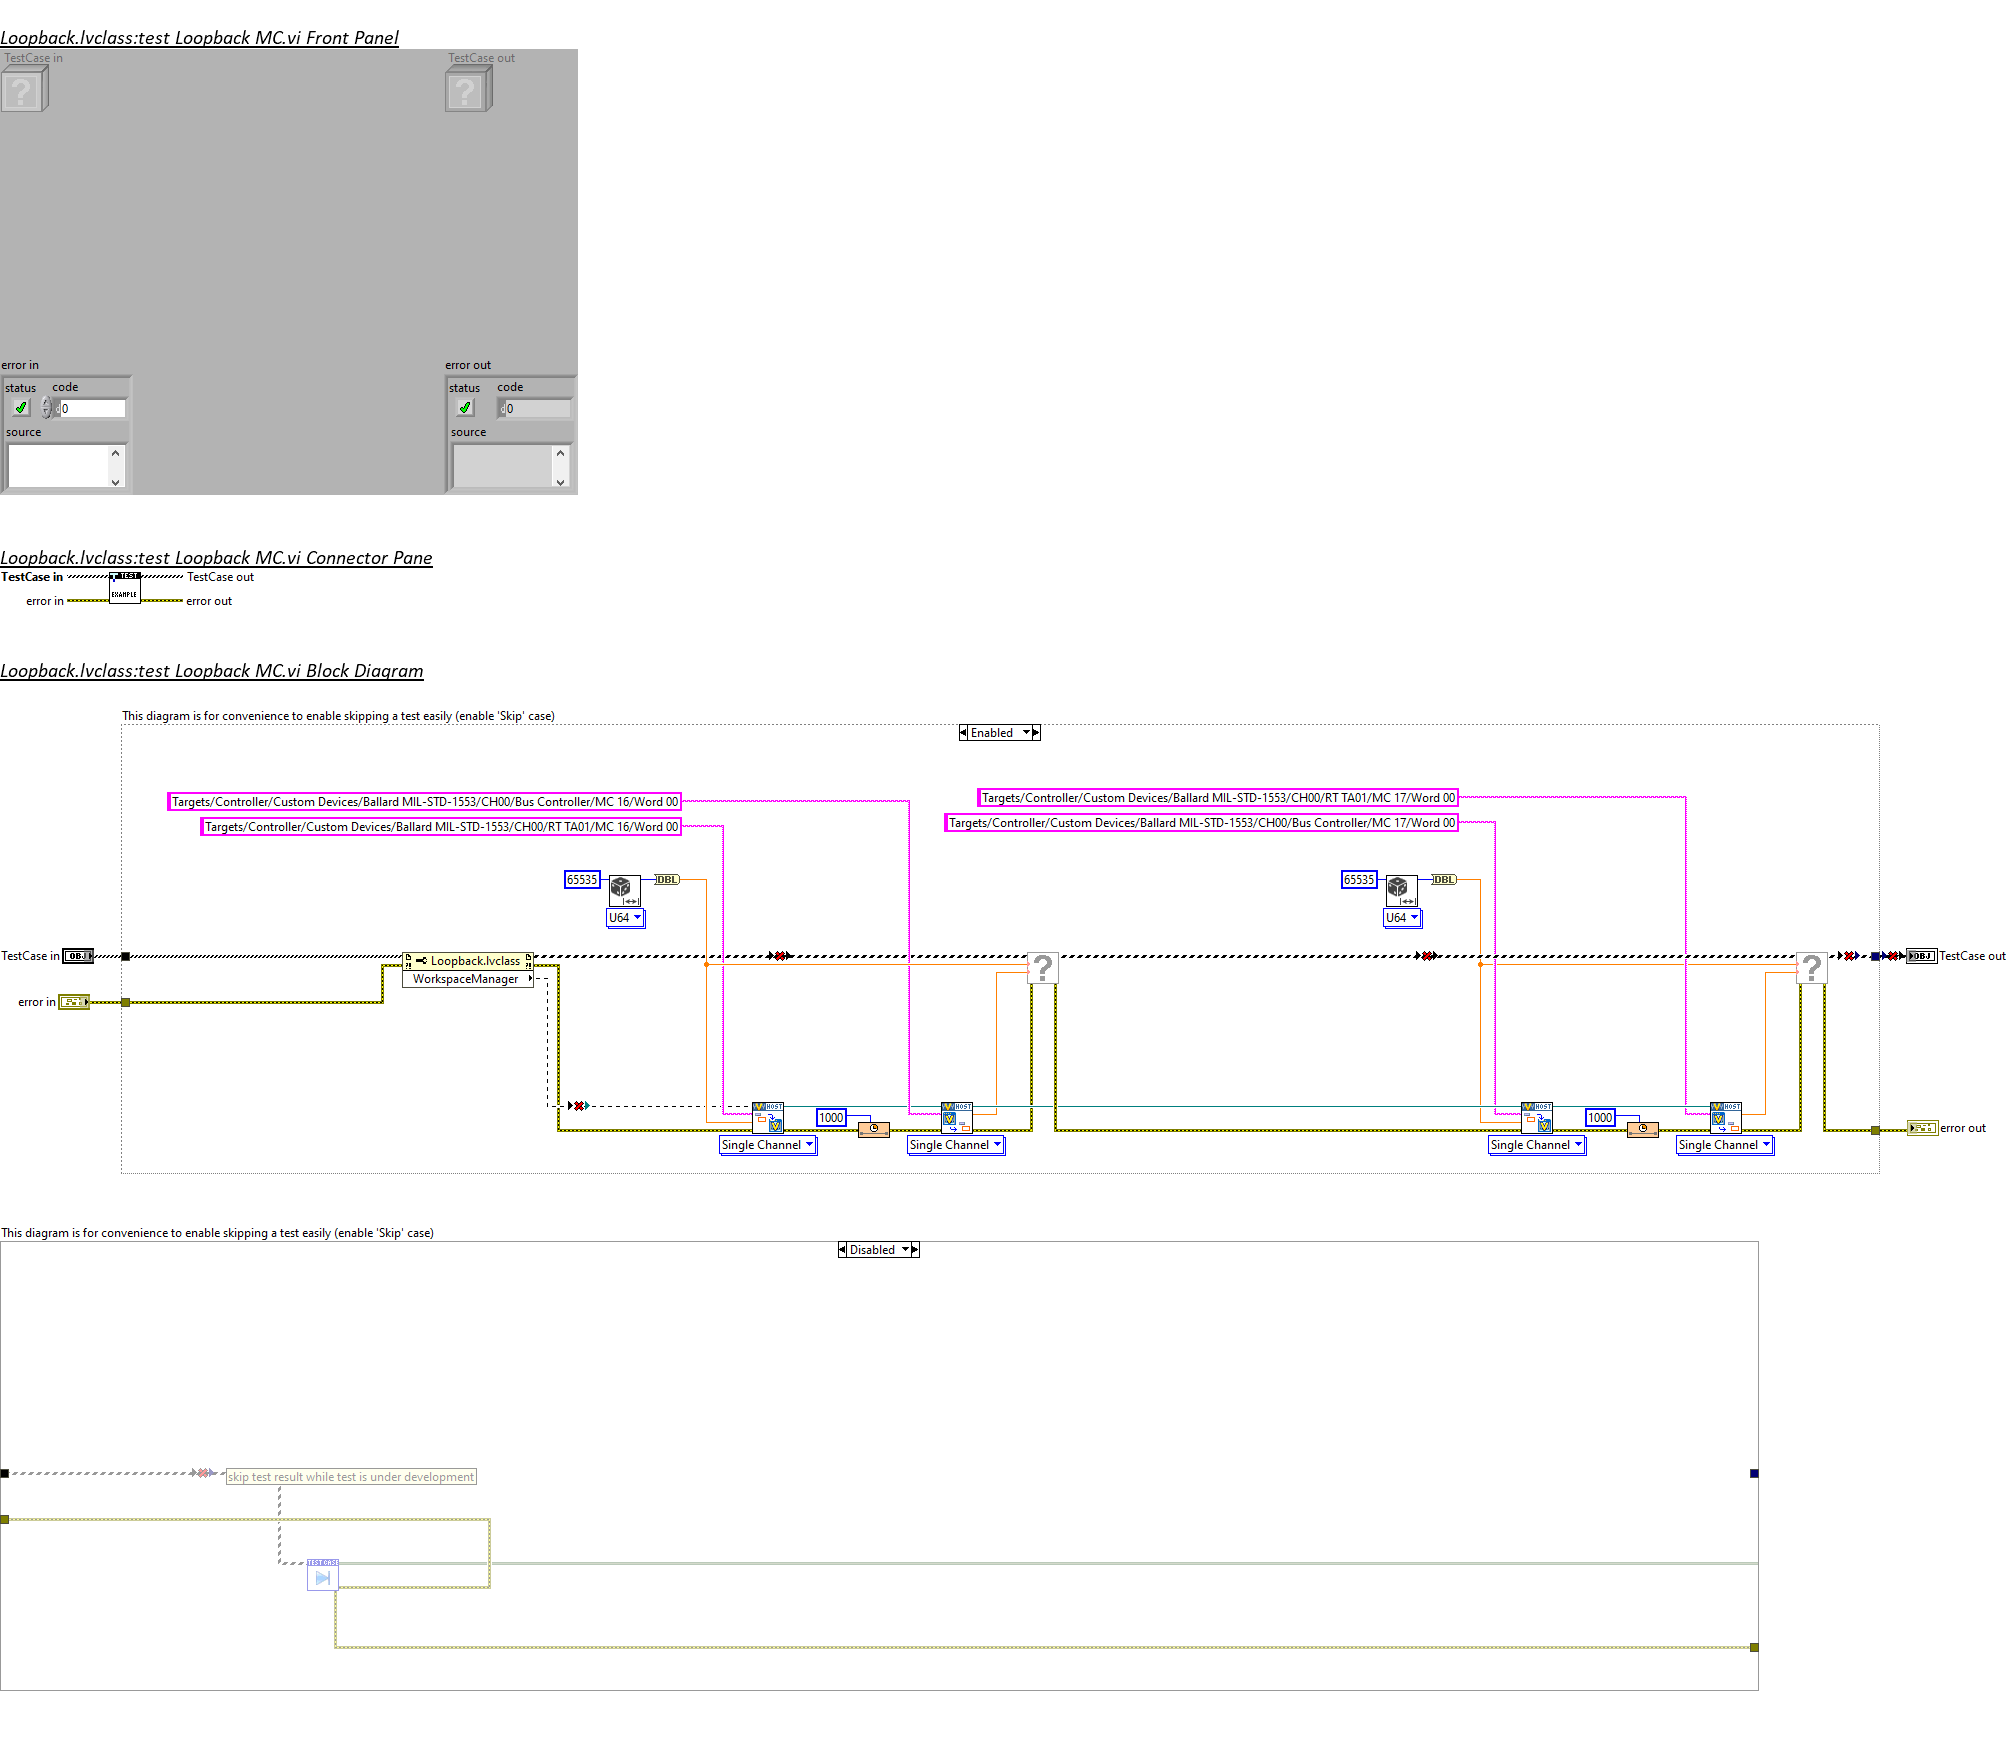 Loopback.lvclass:test Loopback MC.vi Front Panel
TestCase in
TestCase out
?
?
error in
error out
status code
status code
0
0
source
source
Loopback.lvclass:test Loopback MC.vi Connector Pane
TestCase in
TEST
TestCase out
error in
EXAMPLE
error out
Loopback.lvclass:test Loopback MC.vi Block Diagram
This diagram is for convenience to enable skipping a test easily (enable 'Skip' case)
Enabled
Targets/Controller/Custom Devices/Ballard MIL-STD-1553/CH00/Bus Controller/MC 16/Word 00
Targets/Controller/Custom Devices/Ballard MIL-STD-1553/CH00/RT TA01/MC 17/Word 00
Targets/Controller/Custom Devices/Ballard MIL-STD-1553/CH00/RT TA01/MC 16/Word 00
Targets/Controller/Custom Devices/Ballard MIL-STD-1553/CH00/Bus Controller/MC 17/Word 00
65535
DBL
65535
DBL
U64
U64
TestCase in
OBJ
Loopback.lvclass
?
?
OBJ
TestCase out
WorkspaceManager
error in
HOST
1000
HOST
HOST
1000
HOST
error out
Single Channel
Single Channel
Single Channel
Single Channel
This diagram is for convenience to enable skipping a test easily (enable 'Skip' case)
Disabled
skip test result while test is under development
TEST CASE